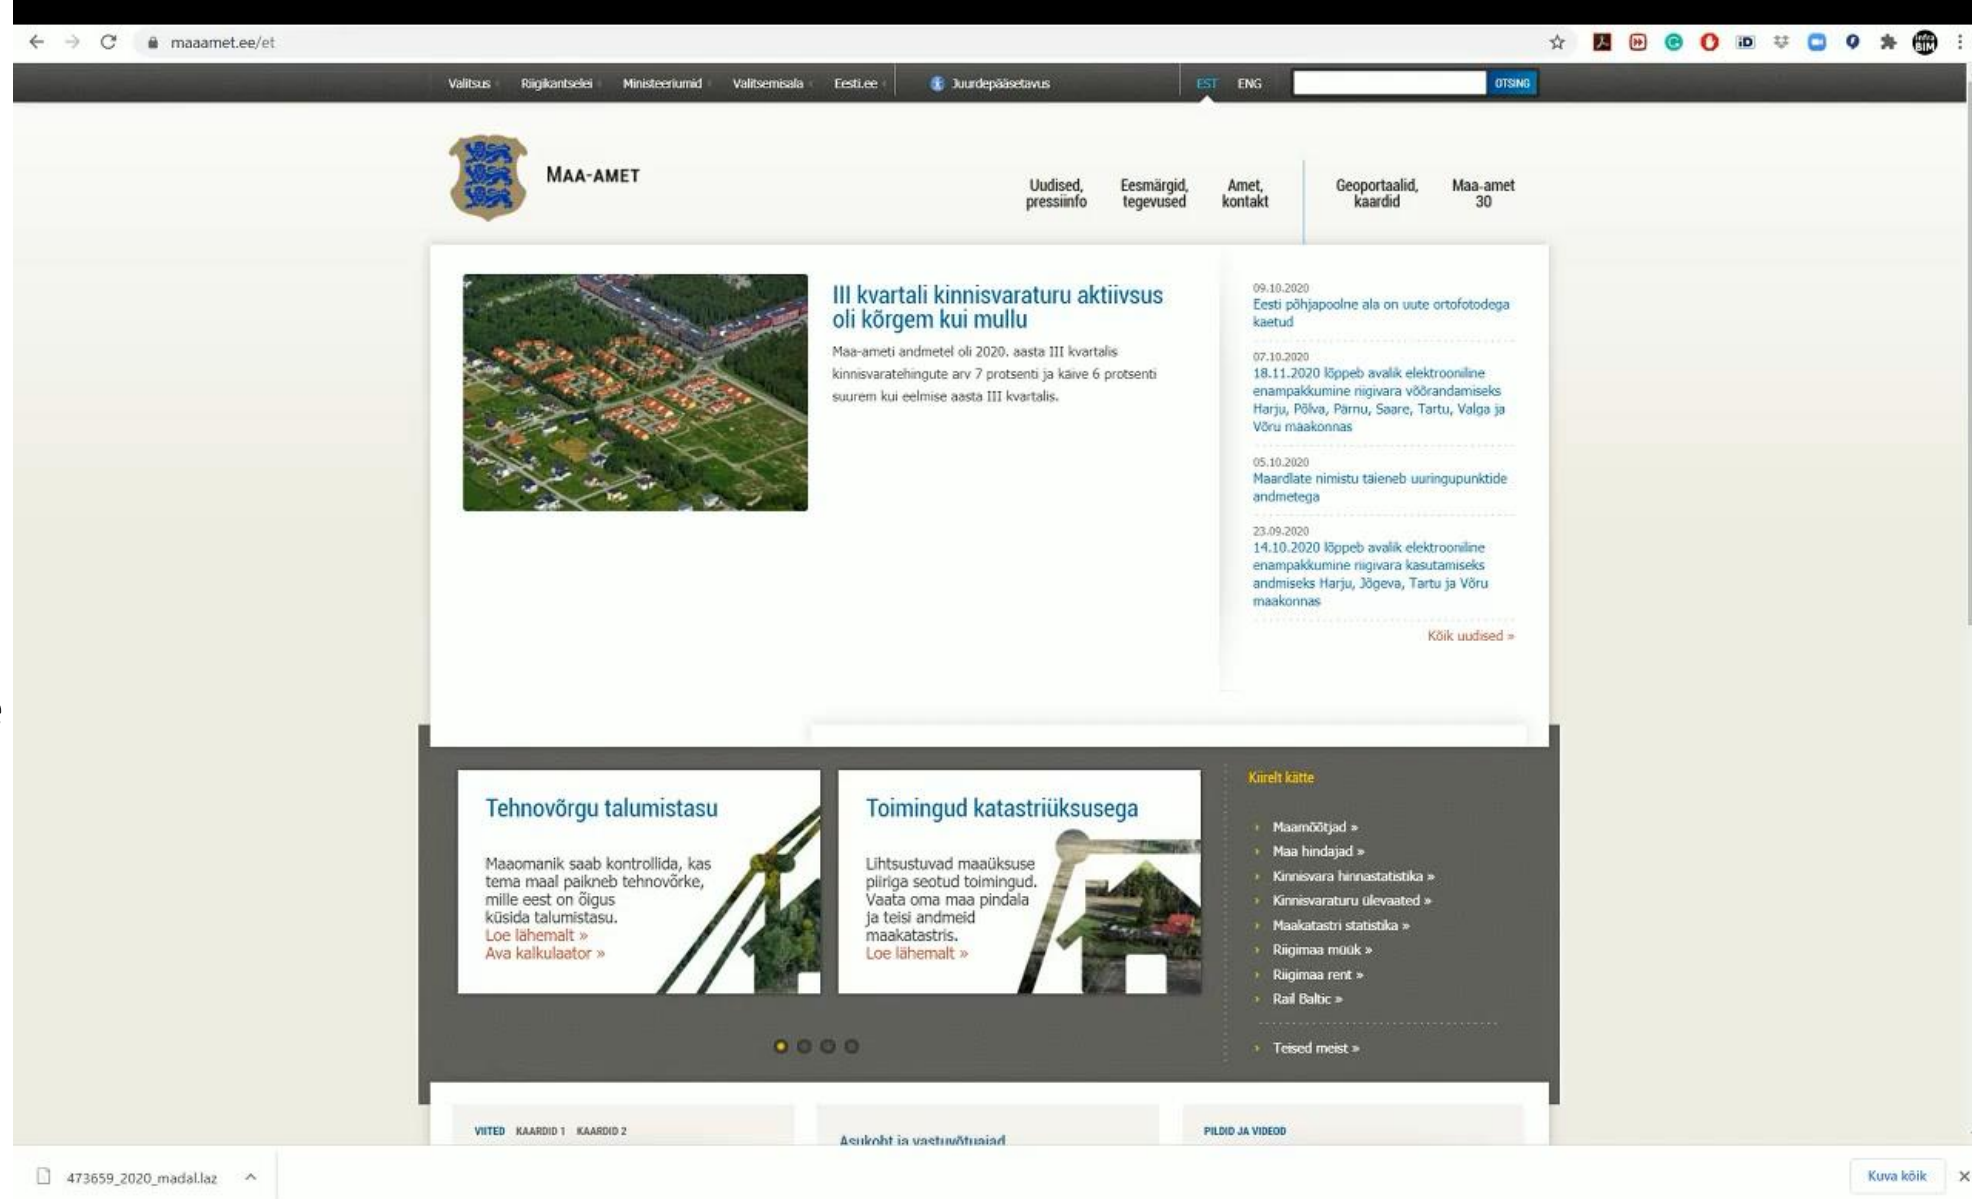 maaamet.ee/et
Valitsus Riigikantselei Ministeeriumid Valitsemisala Eesti.ee Juurdepääsetavus EST ENG OTSING
MAA-AMET
Uudised,
pressiinfo
Eesmärgid,
tegevused
Amet,
kontakt
Geoportaalid,
kaardid
Maa-amet
30
III kvartali kinnisvaraturu aktiivsus
oli kõrgem kui mullu
Maa-ameti andmetel oli 2020. aasta III kvartalis
kinnisvaratehingute arv 7 protsenti ja käive 6 protsenti
suurem kui eelmise aasta III kvartalis.
09.10.2020
Eesti põhjapoolne ala on uute ortofotodega
kaetud
07.10.2020
18.11.2020 lõppeb avalik elektrooniline
enampakkumine riigivara võõrandamiseks
Harju, Põlva, Pärnu, Saare, Tartu, Valga ja
Võru maakonnas
05.10.2020
Maardlate nimistu täieneb uuringupunktide
andmetega
23.09.2020
14.10.2020 lõppeb avalik elektrooniline
enampakkumine riigivara kasutamiseks
andmiseks Harju, Jõgeva, Tartu ja Võru
maakonnas
Kõik uudised »
Tehnovõrgu talumistasu
Maaomanik saab kontrollida, kas
tema maal paikneb tehnovõrke,
mille eest on õigus
küsida talumistasu.
Loe lähemalt »
Ava kalkulaator »
Toimingud katastriüksusega
Lihtsustuvad maaüksuse
piiriga seotud toimingud.
Vaata oma maa pindala
ja teisi andmeid
maakatastris.
Loe lähemalt »
Kiirelt kätte
Maamõõtjad »
Maa hindajad »
Kinnisvara hinnastatistika »
Kinnisvaraturu ülevaated »
Maakatastri statistika »
Riigimaa müük »
Riigimaa rent »
Rail Baltic »
Teised meist »
VIITED KAARDID 1 KAARDID 2
Asukoht ja vastuvõtuajad
PILDID JA VIDEOD
473659_2020_madal.laz
Kuva kõik
infra
BIM
iD